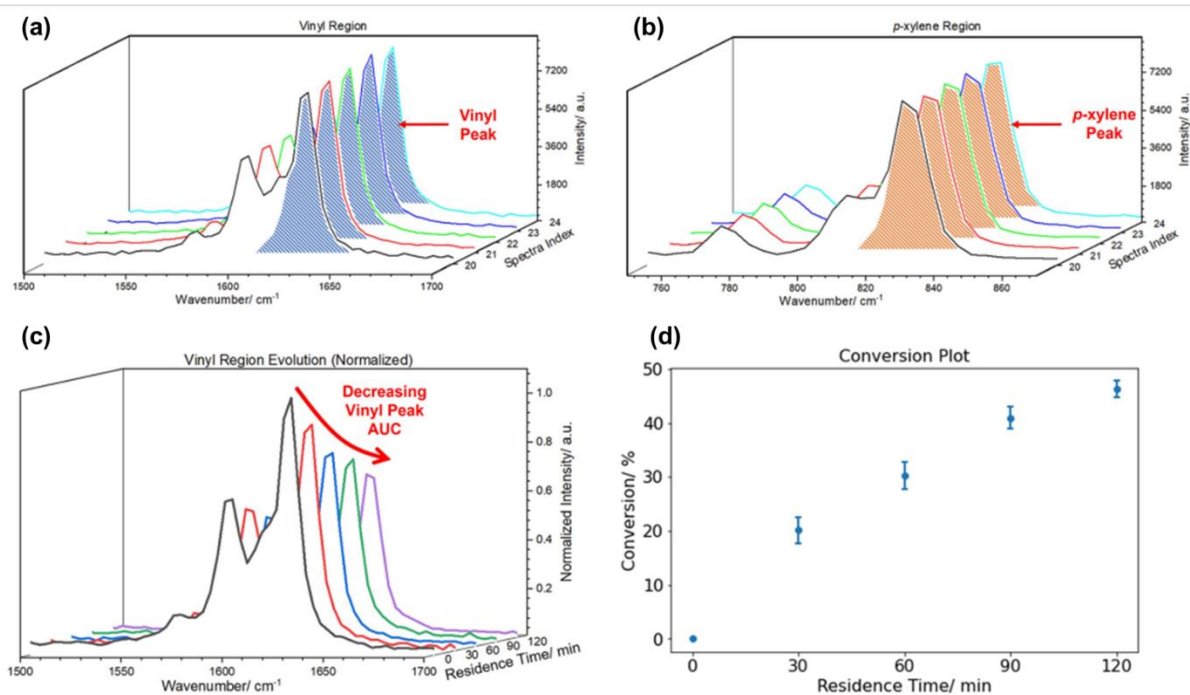 (a)
Vinyl Region
Vinyl
Peak
7200
5400
3600
1800
Intensity/ a.u.
24
23
22
21
20
Spectra Index
1500
1550
1600
1650
1700
Wavenumber/ cm⁻¹
(b)
p-xylene Region
p-xylene
Peak
7200
5400
3600
1800
Intensity/ a.u.
24
23
22
21
20
Spectra Index
760
780
800
820
840
860
Wavenumber/ cm⁻¹
(c)
Vinyl Region Evolution (Normalized)
Decreasing
Vinyl Peak
AUC
1.0
0.8
0.6
0.4
0.2
Normalized Intensity/ a.u.
0 30 60 90 120
Residence Time/ min
1500
1550
1600
1650
1700
Wavenumber/ cm⁻¹
(d)
Conversion Plot
50
40
30
20
10
0
Conversion/ %
0
30
60
90
120
Residence Time/ min